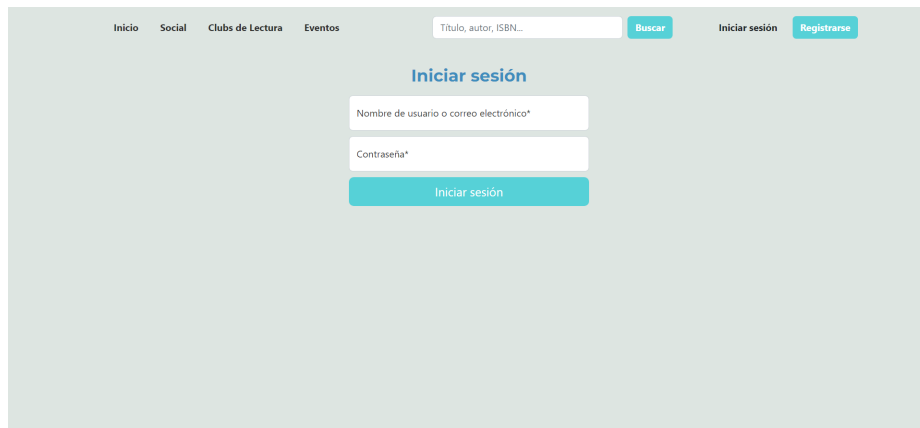 Inicio Social Clubs de Lectura Eventos Título, autor, ISBN... Buscar Iniciar sesión Registrarse
Iniciar sesión
Nombre de usuario o correo electrónico*
Contraseña*
Iniciar sesión